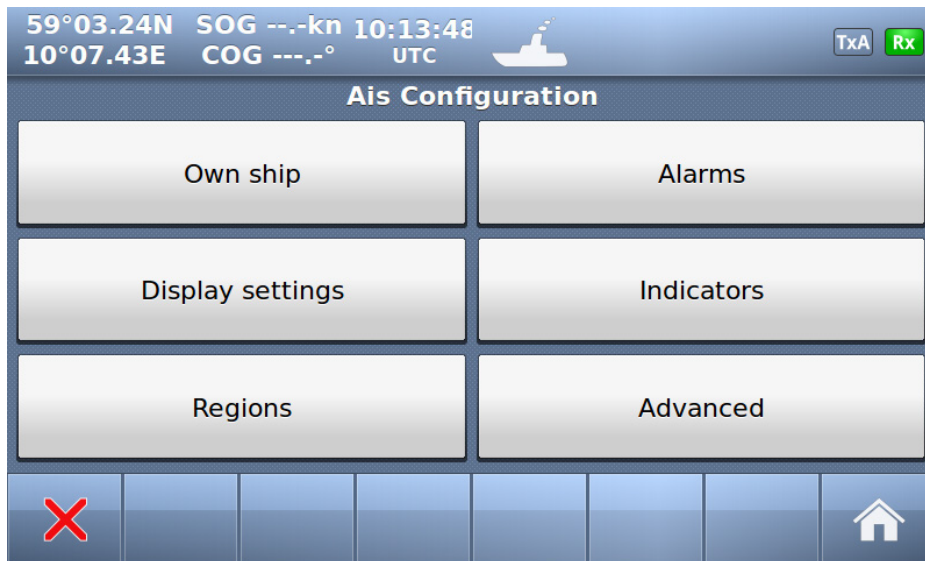 59°03.24N SOG --.-kn 10:13:48
10°07.43E COG ---.-° UTC
TxA Rx
Ais Configuration
Own ship
Alarms
Display settings
Indicators
Regions
Advanced